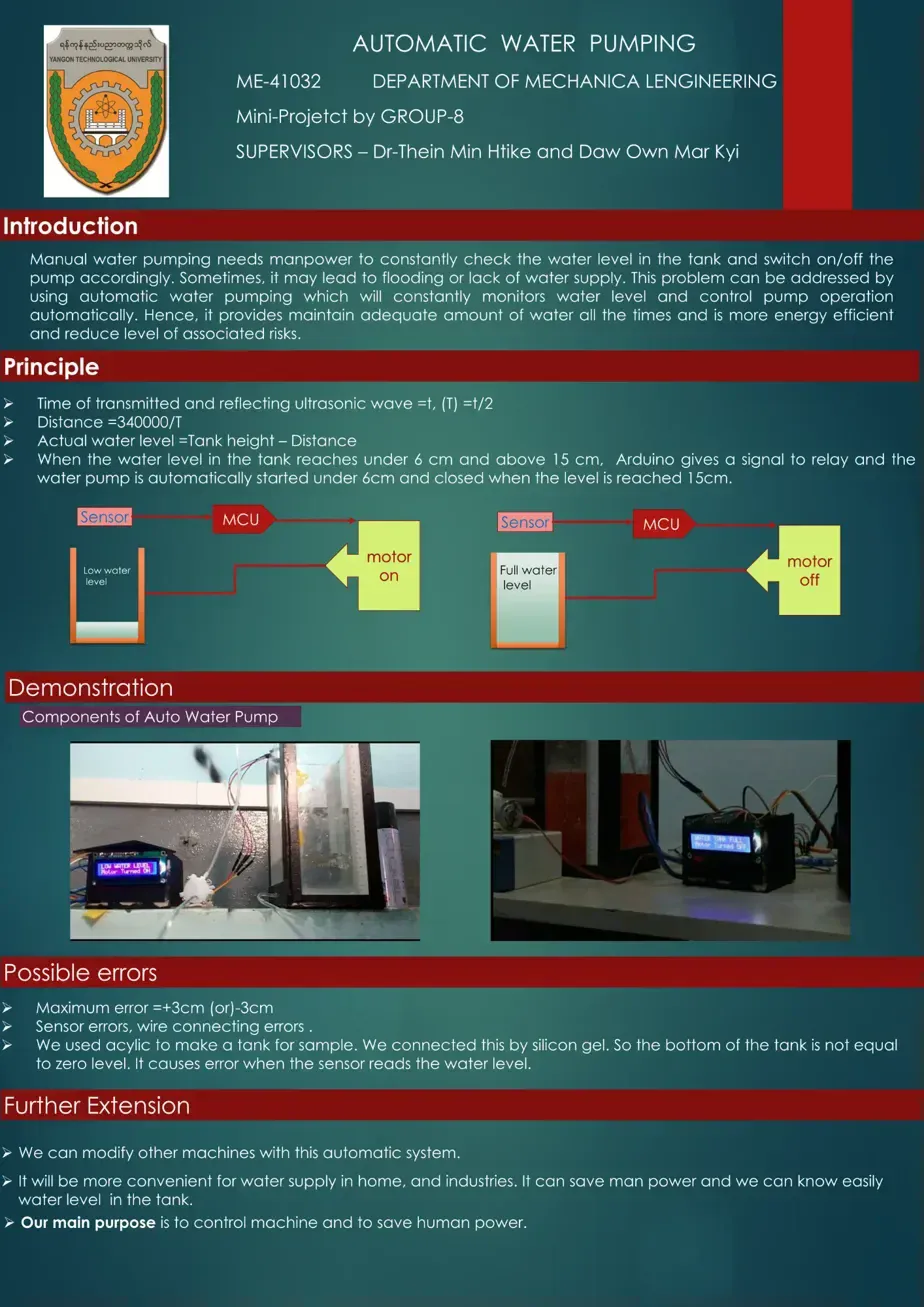 ရန်ကုန်နည်းပညာတက္ကသိုလ်
YANGON TECHNOLOGICAL UNIVERSITY
AUTOMATIC WATER PUMPING
ME-41032 DEPARTMENT OF MECHANICA LENGINEERING
Mini-Projetct by GROUP-8
SUPERVISORS – Dr-Thein Min Htike and Daw Own Mar Kyi
Introduction
Manual water pumping needs manpower to constantly check the water level in the tank and switch on/off the
pump accordingly. Sometimes, it may lead to flooding or lack of water supply. This problem can be addressed by
using automatic water pumping which will constantly monitors water level and control pump operation
automatically. Hence, it provides maintain adequate amount of water all the times and is more energy efficient
and reduce level of associated risks.
Principle
➢ Time of transmitted and reflecting ultrasonic wave =t, (T) =t/2
➢ Distance =340000/T
➢ Actual water level =Tank height – Distance
➢ When the water level in the tank reaches under 6 cm and above 15 cm, Arduino gives a signal to relay and the
water pump is automatically started under 6cm and closed when the level is reached 15cm.
Sensor
MCU
motor
on
Low water
level
Sensor
MCU
motor
off
Full water
level
Demonstration
Components of Auto Water Pump
LOW WATER LEVEL
Motor Turned ON
WATER TANK FULL
Motor Turned OFF
Possible errors
➢ Maximum error =+3cm (or)-3cm
➢ Sensor errors, wire connecting errors .
➢ We used acylic to make a tank for sample. We connected this by silicon gel. So the bottom of the tank is not equal
to zero level. It causes error when the sensor reads the water level.
Further Extension
➢ We can modify other machines with this automatic system.
➢ It will be more convenient for water supply in home, and industries. It can save man power and we can know easily
water level in the tank.
➢ Our main purpose is to control machine and to save human power.